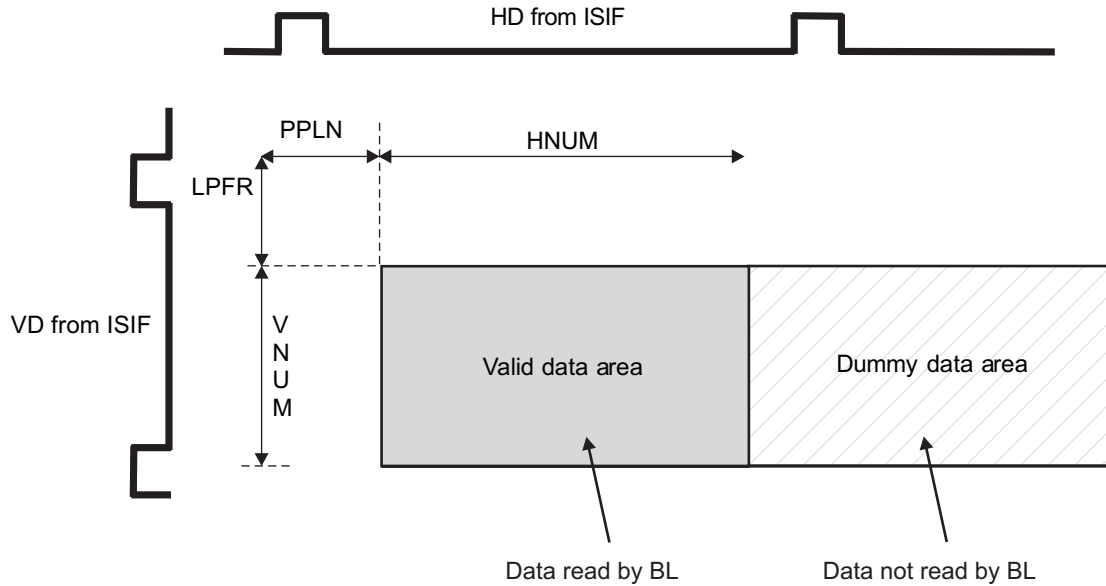 HD from ISIF
PPLN
HNUM
LPFR
VD from ISIF
V
N
U
M
Valid data area
Dummy data area
Data read by BL
Data not read by BL